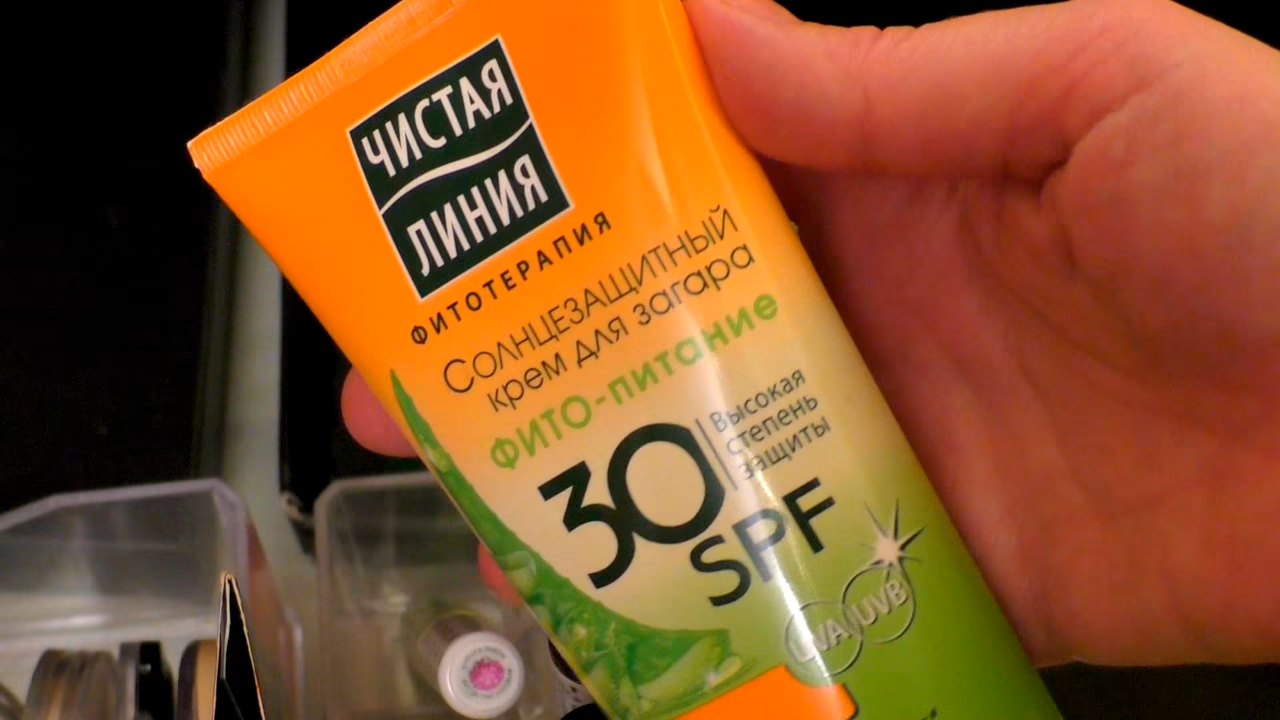 ЧИСТАЯ
ЛИНИЯ
ФИТОТЕРАПИЯ
СОЛНЦЕЗАЩИТНЫЙ
крем для загара
ФИТО-питание
30
Высокая
степень
защиты
SPF
UVA UVB